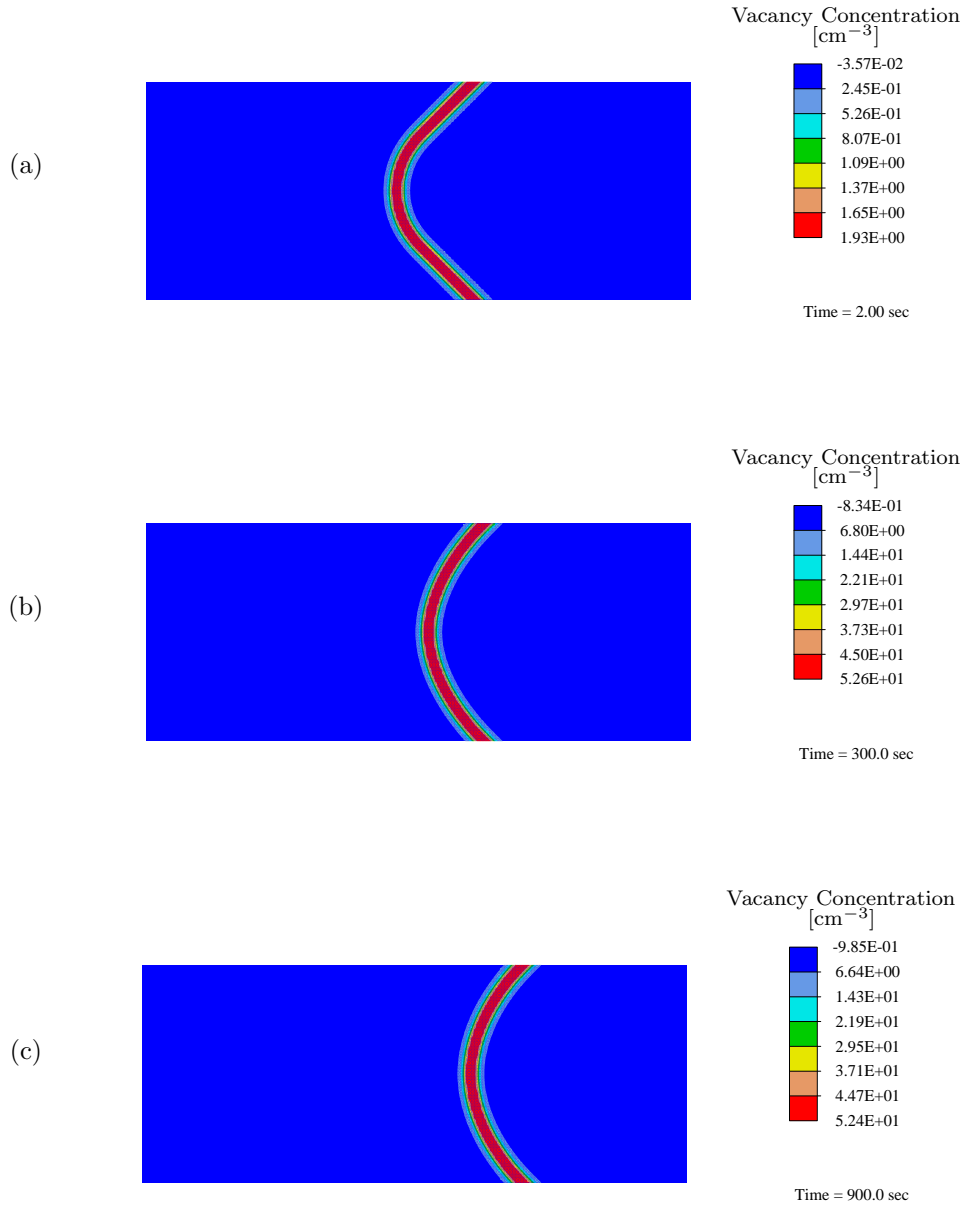 Vacancy Concentration
[cm−3]
-3.57E-02
2.45E-01
5.26E-01
8.07E-01
1.09E+00
1.37E+00
1.65E+00
1.93E+00
(a)
Time = 2.00 sec
Vacancy Concentration
[cm−3]
-8.34E-01
6.80E+00
1.44E+01
2.21E+01
2.97E+01
3.73E+01
4.50E+01
5.26E+01
(b)
Time = 300.0 sec
Vacancy Concentration
[cm−3]
-9.85E-01
6.64E+00
1.43E+01
2.19E+01
2.95E+01
3.71E+01
4.47E+01
5.24E+01
(c)
Time = 900.0 sec